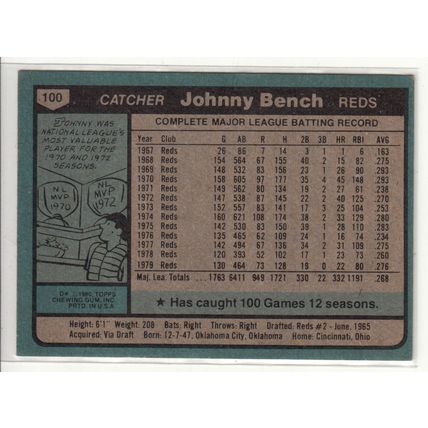 100 CATCHER Johnny Bench REDS
JOHNNY WAS
NATIONAL LEAGUE'S
MOST VALUABLE
PLAYER FOR THE
1970 AND 1972
SEASONS.
NL
MVP
1970
NL
MVP
1972
COMPLETE MAJOR LEAGUE BATTING RECORD
Year Club G AB R H 2B 3B HR RBI AVG
1967 Reds 26 86 7 14 3 1 1 6 .163
1968 Reds 154 564 67 155 40 2 15 82 .275
1969 Reds 148 532 83 156 23 1 26 90 .293
1970 Reds 158 605 97 177 35 4 45 148 .293
1971 Reds 149 562 80 134 19 2 27 61 .238
1972 Reds 147 538 87 145 22 2 40 125 .270
1973 Reds 152 557 83 141 17 3 25 104 .253
1974 Reds 160 621 108 174 38 2 33 129 .280
1975 Reds 142 530 83 150 39 1 28 110 .283
1976 Reds 135 465 62 109 24 1 16 74 .234
1977 Reds 142 494 67 136 34 2 31 109 .275
1978 Reds 120 393 52 102 17 1 23 73 .260
1979 Reds 130 464 73 128 19 0 22 80 .276
Maj. Lea. Totals 1763 6411 949 1721 330 22 332 1191 .268
★ Has caught 100 Games 12 seasons.
D* © 1980 TOPPS
CHEWING GUM, INC.
PRTD. IN U.S.A.
Height: 6'1" Weight: 208 Bats: Right Throws: Right Drafted: Reds #2 - June, 1965
Acquired: Via Draft Born: 12-7-47, Oklahoma City, Oklahoma Home: Cincinnati, Ohio